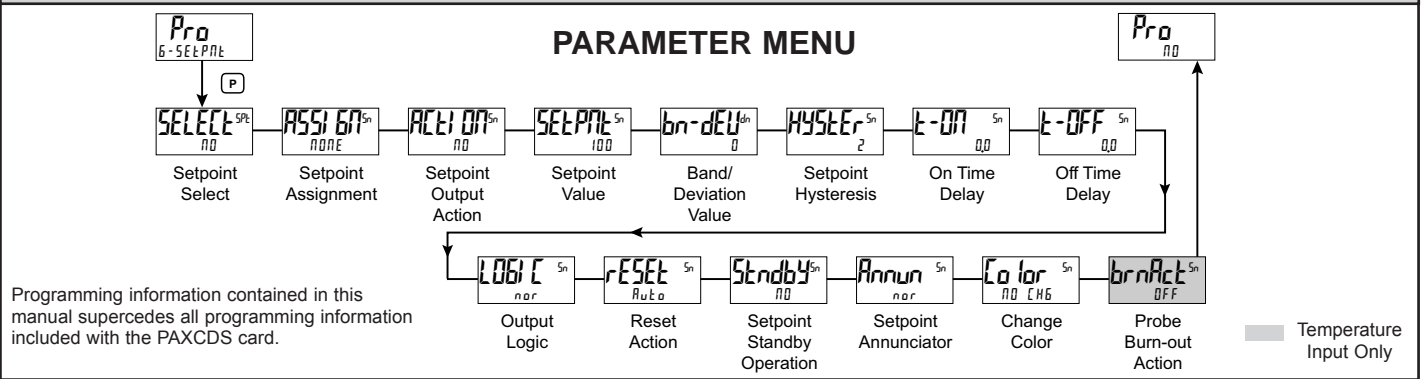 Pro
6-SEtPNt
PARAMETER MENU
Pro
NO
P
SELECt SPt
NO
ASSIGN Sn
NONE
ACtION Sn
NO
SEtPNt Sn
100
bn-dEV dn
0
HYStEr Sn
2
t-ON Sn
0.0
t-OFF Sn
0.0
Setpoint
Select
Setpoint
Assignment
Setpoint
Output
Action
Setpoint
Value
Band/
Deviation
Value
Setpoint
Hysteresis
On Time
Delay
Off Time
Delay
LOGIC Sn
nor
rESEt Sn
Auto
StndbY Sn
NO
Annun Sn
nor
Color Sn
NO CHG
brnAct Sn
OFF
Programming information contained in this
manual supercedes all programming information
included with the PAXCDS card.
Output
Logic
Reset
Action
Setpoint
Standby
Operation
Setpoint
Annunciator
Change
Color
Probe
Burn-out
Action
Temperature
Input Only